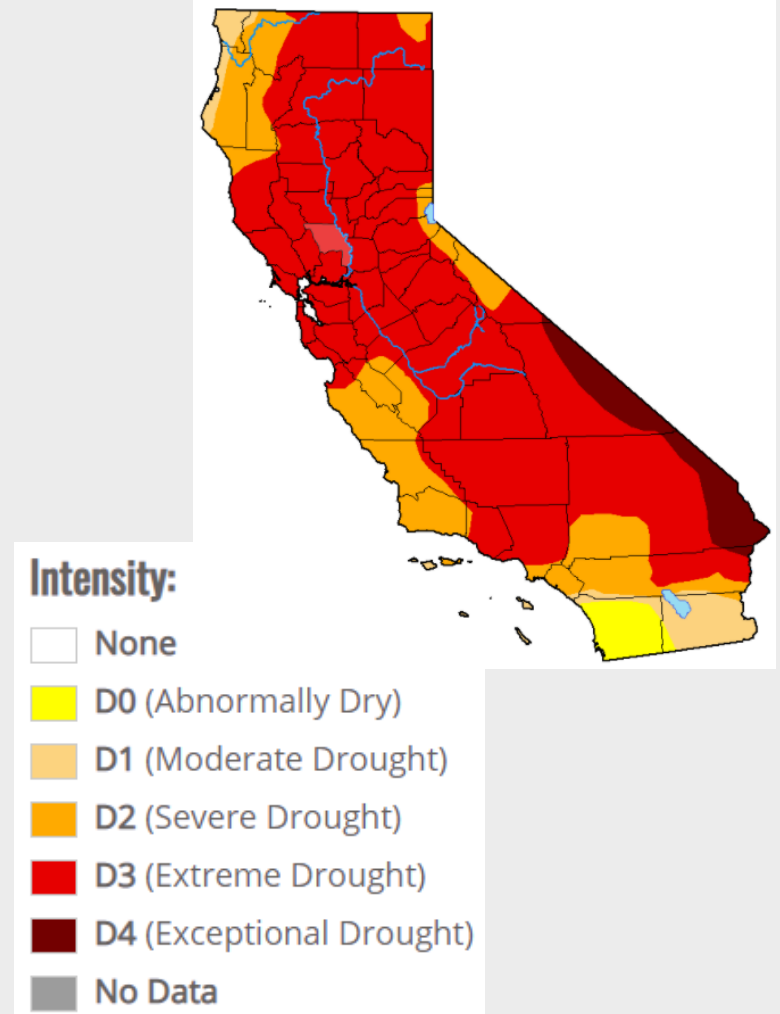 Intensity:
None
D0 (Abnormally Dry)
D1 (Moderate Drought)
D2 (Severe Drought)
D3 (Extreme Drought)
D4 (Exceptional Drought)
No Data